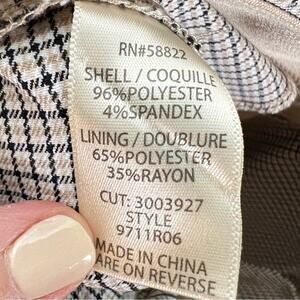 RN#58822
SHELL / COQUILLE
96%POLYESTER
4%SPANDEX
LINING / DOUBLURE
65%POLYESTER
35%RAYON
CUT: 3003927
STYLE
9711R06
MADE IN CHINA
ARE ON REVERSE